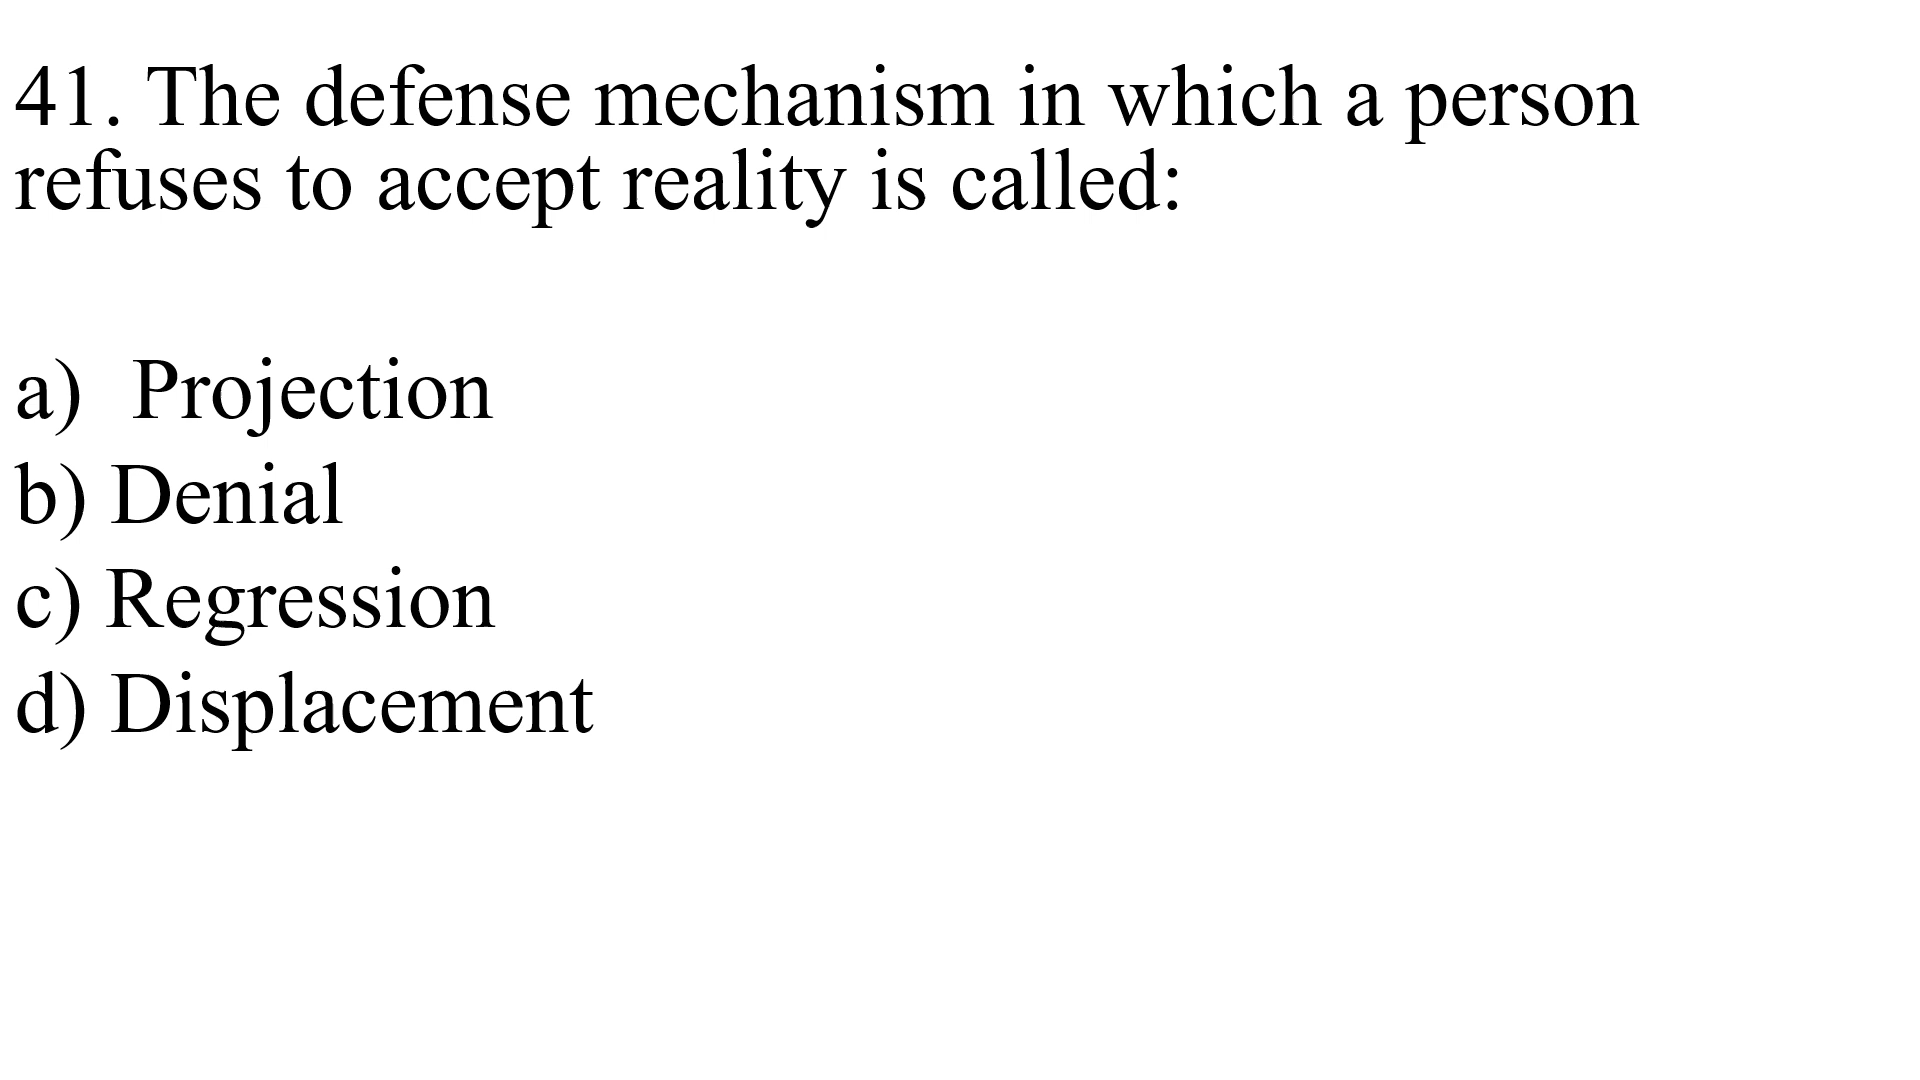 41. The defense mechanism in which a person
refuses to accept reality is called:
a) Projection
b) Denial
c) Regression
d) Displacement